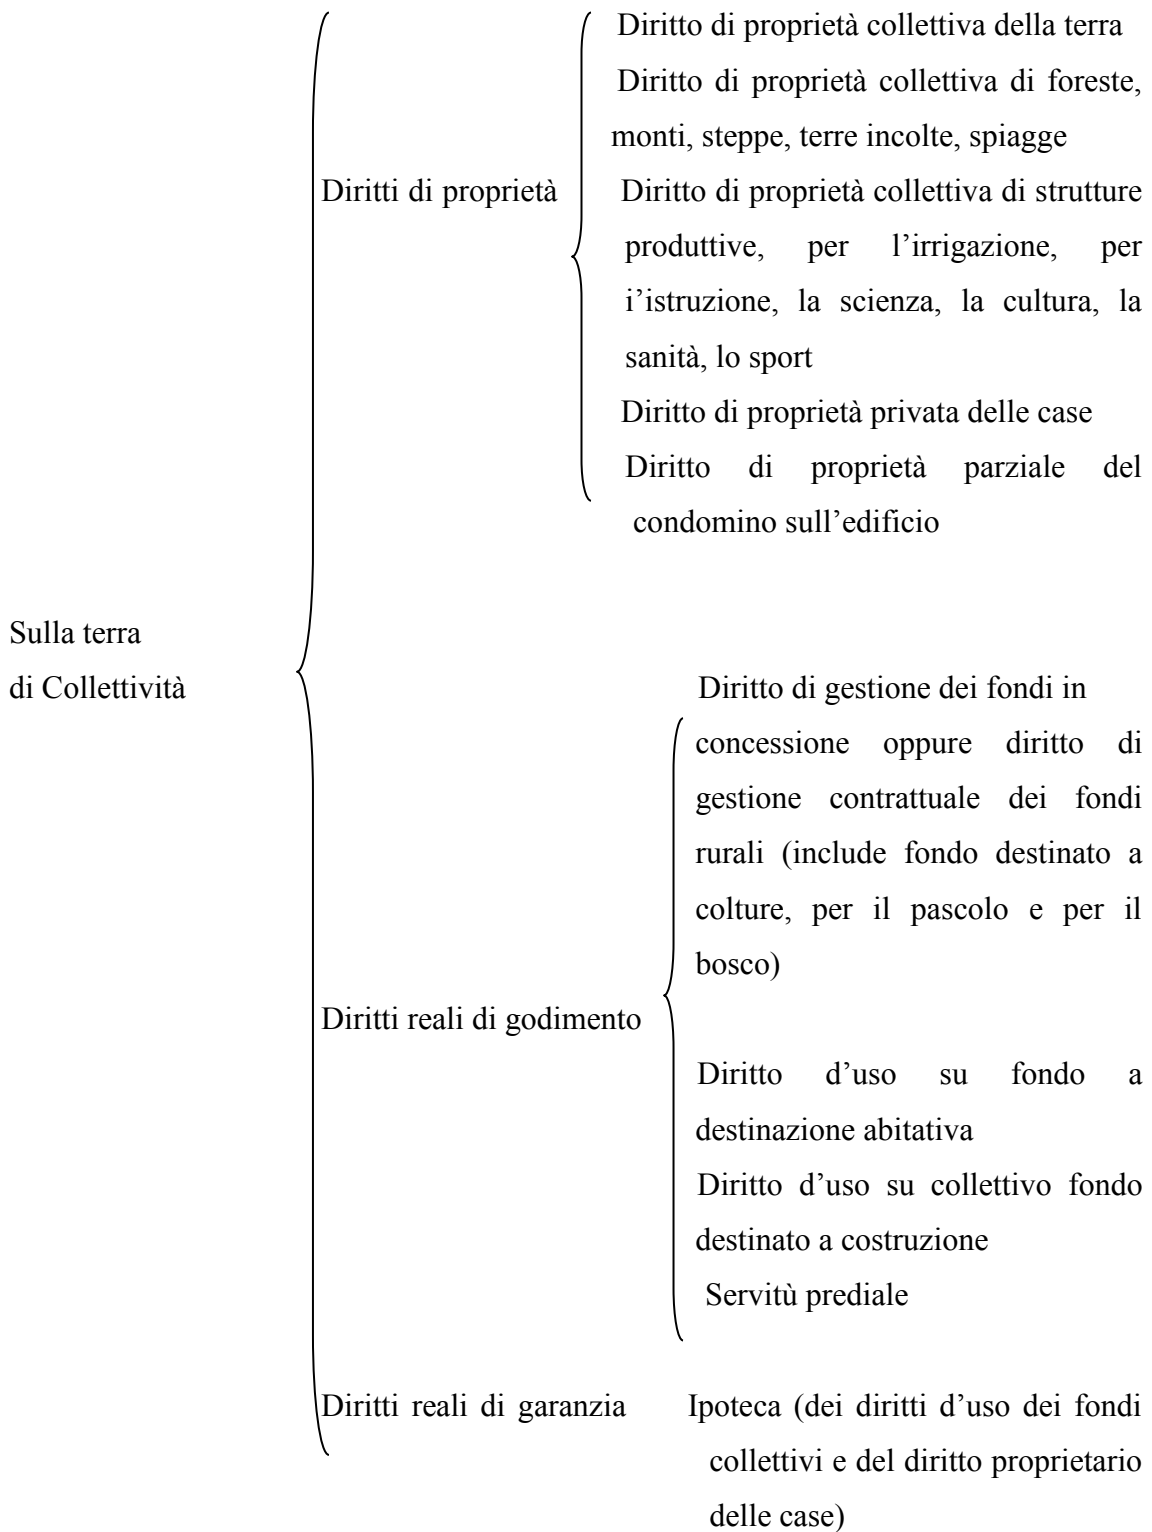 Diritto di proprietà collettiva della terra
Diritto di proprietà collettiva di foreste,
monti, steppe, terre incolte, spiagge
Diritti di proprietà
Diritto di proprietà collettiva di strutture
produttive, per l’irrigazione, per
i’istruzione, la scienza, la cultura, la
sanità, lo sport
Diritto di proprietà privata delle case
Diritto di proprietà parziale del
condomino sull’edificio
Sulla terra
di Collettività
Diritto di gestione dei fondi in
concessione oppure diritto di
gestione contrattuale dei fondi
rurali (include fondo destinato a
colture, per il pascolo e per il
bosco)
Diritti reali di godimento
Diritto d’uso su fondo a
destinazione abitativa
Diritto d’uso su collettivo fondo
destinato a costruzione
Servitù prediale
Diritti reali di garanzia
Ipoteca (dei diritti d’uso dei fondi
collettivi e del diritto proprietario
delle case)